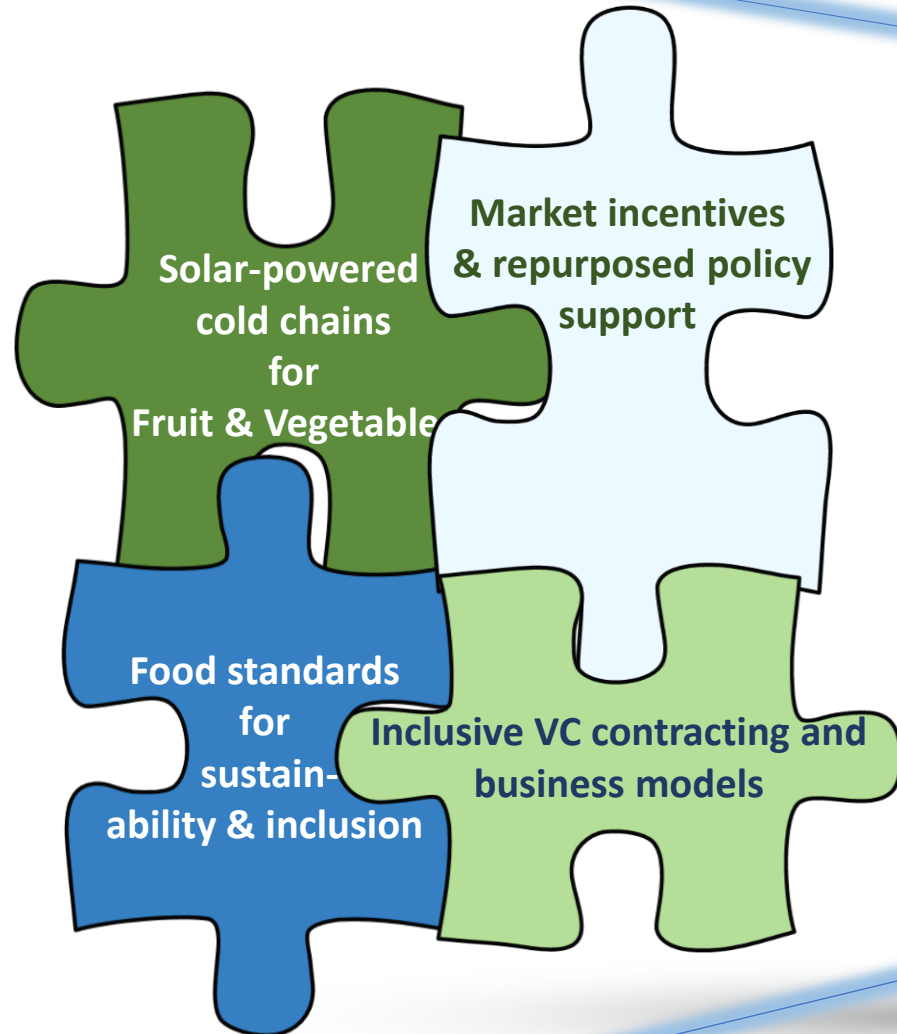 Solar-powered
cold chains
for
Fruit & Vegetable
Market incentives
& repurposed policy
support
Food standards
for
sustain-
ability & inclusion
Inclusive VC contracting and
business models